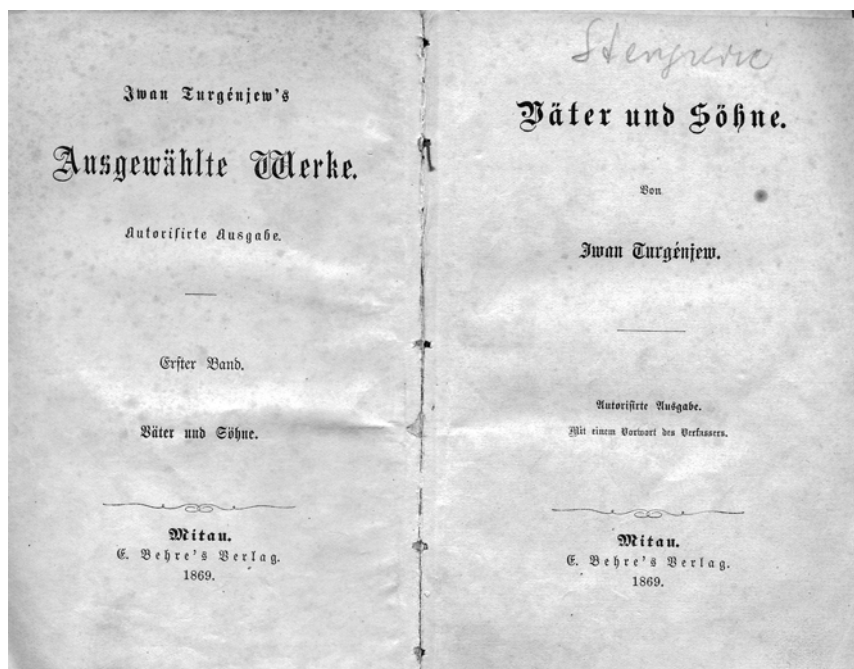 Iwan Turgénjew's
Ausgewählte Werke.
Autorisirte Ausgabe.
Erster Band.
Väter und Söhne.
Mitau.
E. Behre's Verlag.
1869.
Väter und Söhne.
Von
Iwan Turgénjew.
Autorisirte Ausgabe.
Mit einem Vorwort des Verfassers.
Mitau.
E. Behre's Verlag.
1869.